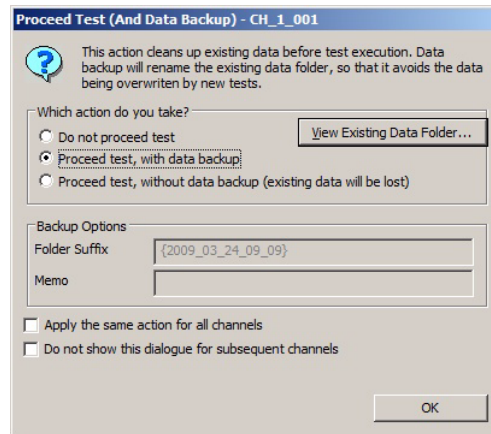 Proceed Test (And Data Backup) - CH_1_001
This action cleans up existing data before test execution. Data
backup will rename the existing data folder, so that it avoids the data
being overwriten by new tests.
Which action do you take?
Do not proceed test
View Existing Data Folder...
Proceed test, with data backup
Proceed test, without data backup (existing data will be lost)
Backup Options
Folder Suffix {2009_03_24_09_09}
Memo
Apply the same action for all channels
Do not show this dialogue for subsequent channels
OK